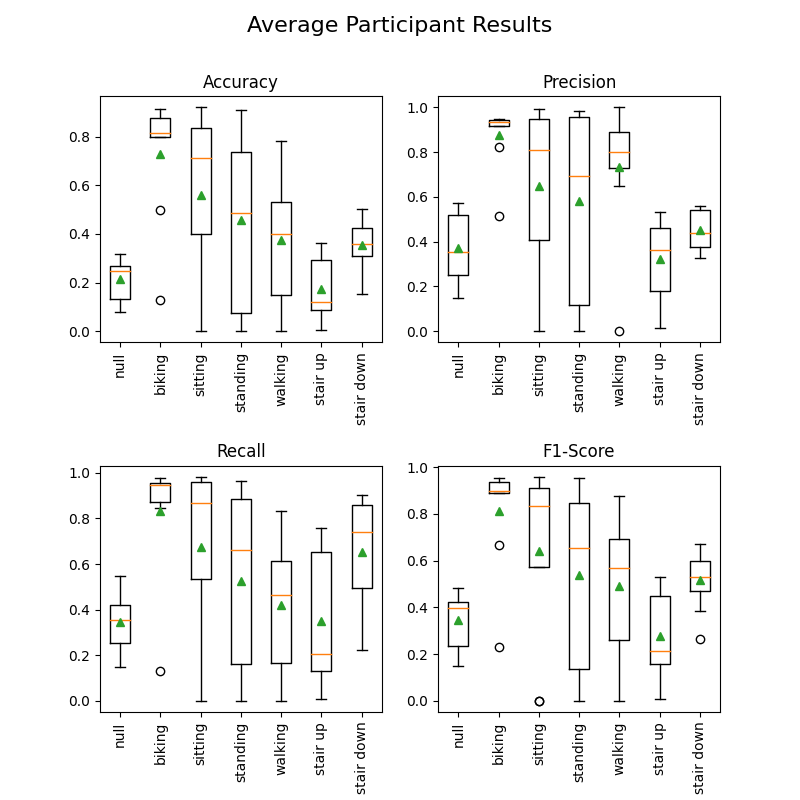 Average Participant Results
Accuracy
0.8
0.6
0.4
0.2
0.0
null
biking
sitting
standing
walking
stair up
stair down
Precision
1.0
0.8
0.6
0.4
0.2
0.0
null
biking
sitting
standing
walking
stair up
stair down
Recall
1.0
0.8
0.6
0.4
0.2
0.0
null
biking
sitting
standing
walking
stair up
stair down
F1-Score
1.0
0.8
0.6
0.4
0.2
0.0
null
biking
sitting
standing
walking
stair up
stair down